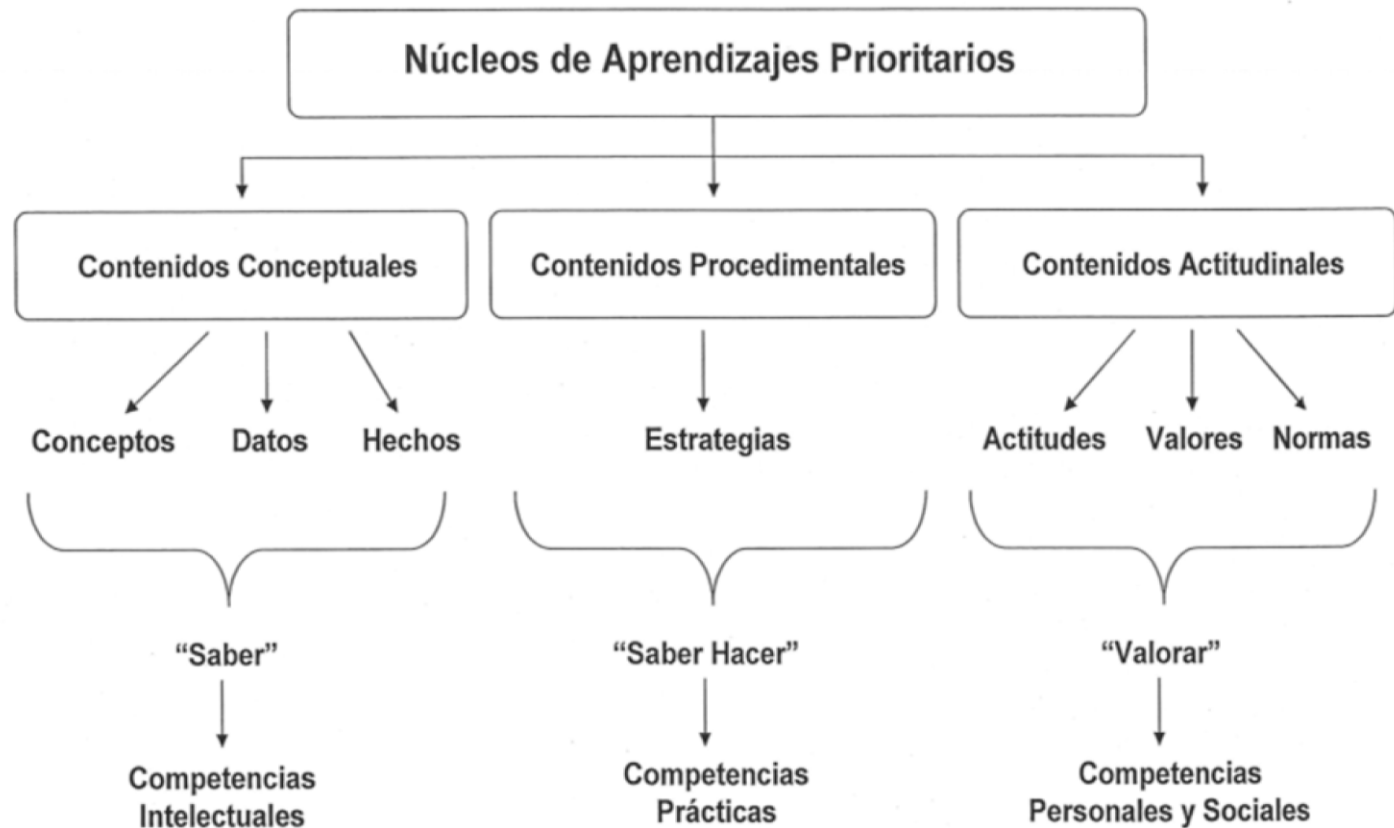 Núcleos de Aprendizajes Prioritarios
Contenidos Conceptuales
Contenidos Procedimentales
Contenidos Actitudinales
Conceptos
Datos
Hechos
Estrategias
Actitudes
Valores
Normas
“Saber”
“Saber Hacer”
“Valorar”
Competencias
Intelectuales
Competencias
Prácticas
Competencias
Personales y Sociales